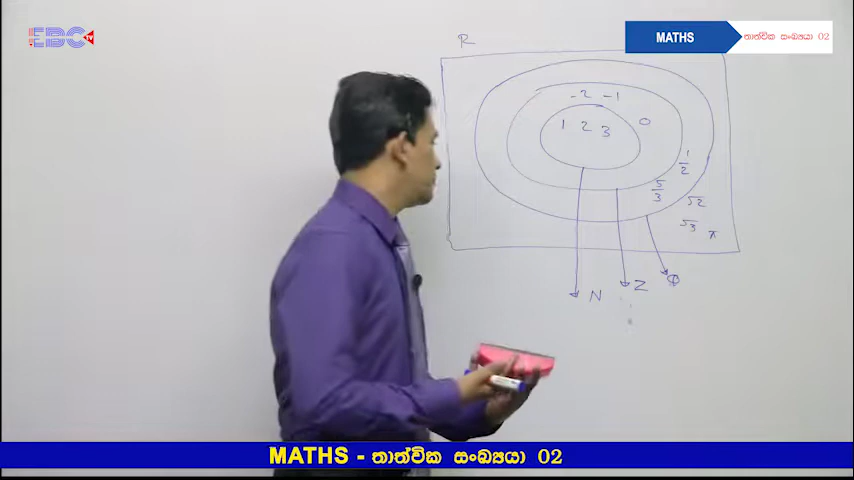 EBC TV
MATHS
තාත්වික සංඛ්‍යා 02
R
-2 -1
0
1 2 3
1/2
5/3
√2
√3 π
N
Z
Q
MATHS - තාත්වික සංඛ්‍යා 02